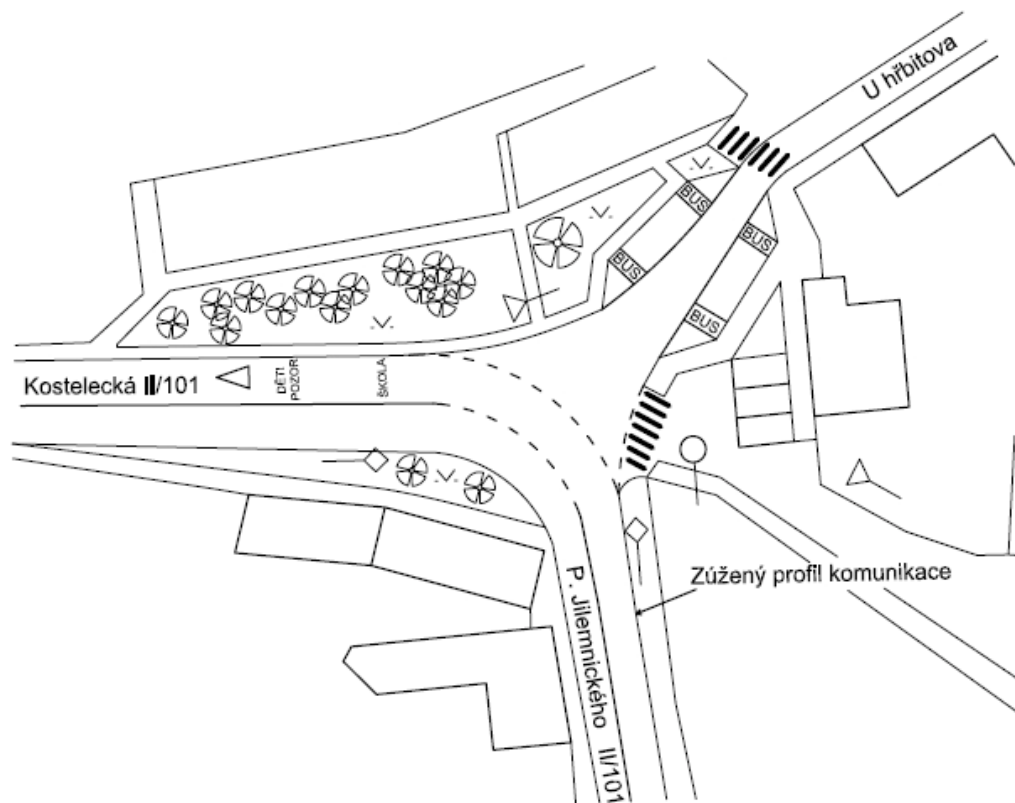 U hřbitova
BUS
BUS
BUS
BUS
Kostelecká II/101
DĚTI
POZOR
ŠKOLA
Zúžený profil komunikace
P. Jilemnického II/101